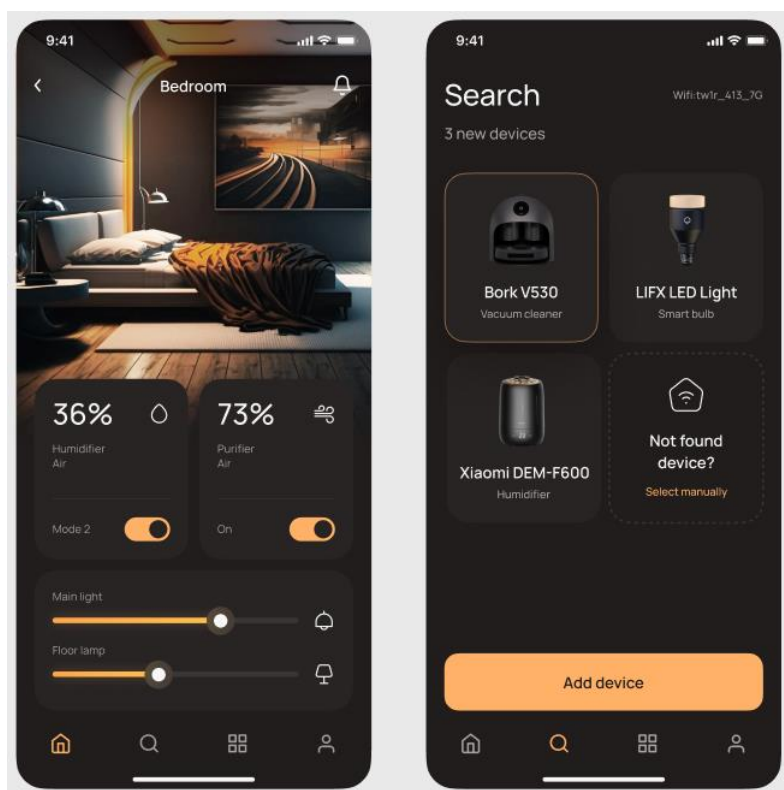 9:41
Bedroom
36%
Humidifier
Air
Mode 2
73%
Purifier
Air
On
Main light
Floor lamp
9:41
Search
Wifi:tw1r_413_7G
3 new devices
Bork V530
Vacuum cleaner
LIFX LED Light
Smart bulb
Xiaomi DEM-F600
Humidifier
Not found
device?
Select manually
Add device